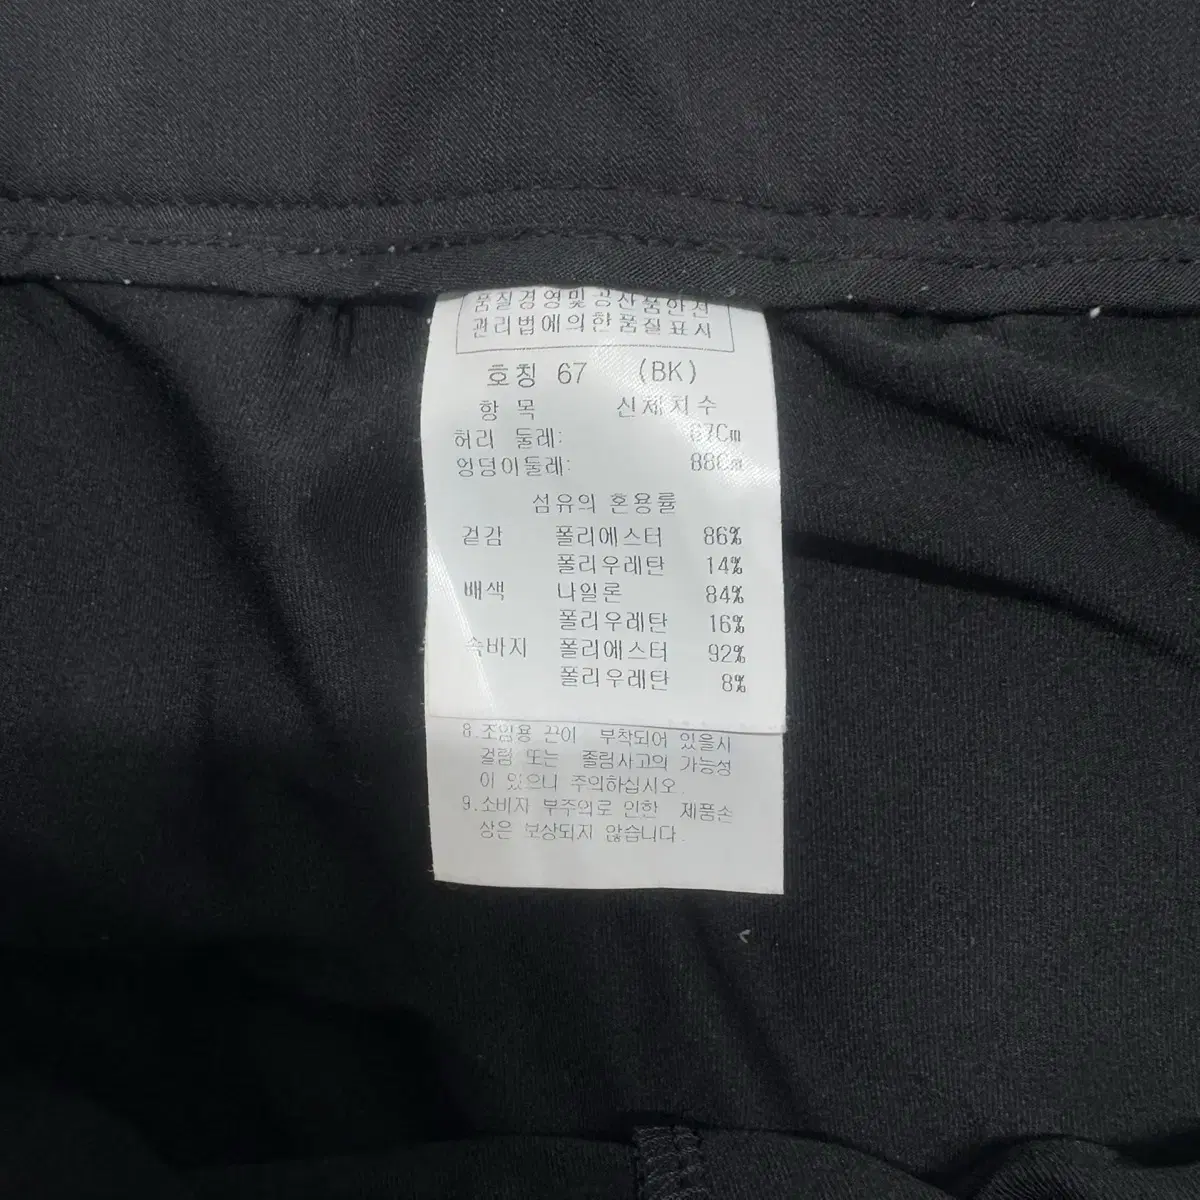 품질경영및공산품안전
관리법에의한품질표시
호칭 67 (BK)
항 목 신체치수
허리 둘레: 67Cm
엉덩이둘레: 88Cm
섬유의 혼용률
겉감 폴리에스터 86%
폴리우레탄 14%
배색 나일론 84%
폴리우레탄 16%
속바지 폴리에스터 92%
폴리우레탄 8%
8.조임용 끈이 부착되어 있을시
걸림 또는 졸림사고의 가능성
이 있으니 주의하십시오.
9.소비자 부주의로 인한 제품손
상은 보상되지 않습니다.